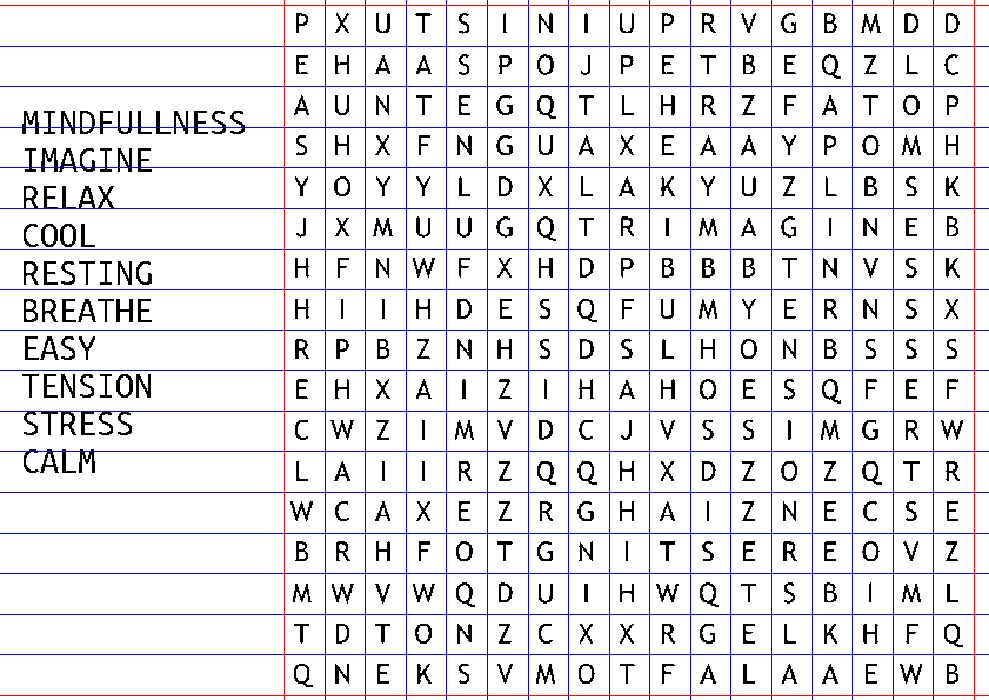 P X U T S I N I U P R V G B M D D
E H A A S P O J P E T B E Q Z L C
A U N T E G Q T L H R Z F A T O P
MINDFULLNESS
S H X F N G U A X E A A Y P O M H
IMAGINE
Y O Y Y L D X L A K Y U Z L B S K
RELAX
J X M U U G Q T R I M A G I N E B
COOL
H F N W F X H D P B B B T N V S K
RESTING
H I I H D E S Q F U M Y E R N S X
BREATHE
R P B Z N H S D S L H O N B S S S
EASY
E H X A I Z I H A H O E S Q F E F
TENSION
C W Z I M V D C J V S S I M G R W
STRESS
L A I I R Z Q Q H X D Z O Z Q T R
CALM
W C A X E Z R G H A I Z N E C S E
B R H F O T G N I T S E R E O V Z
M W V W Q D U I H W Q T S B I M L
T D T O N Z C X X R G E L K H F Q
Q N E K S V M O T F A L A A E W B